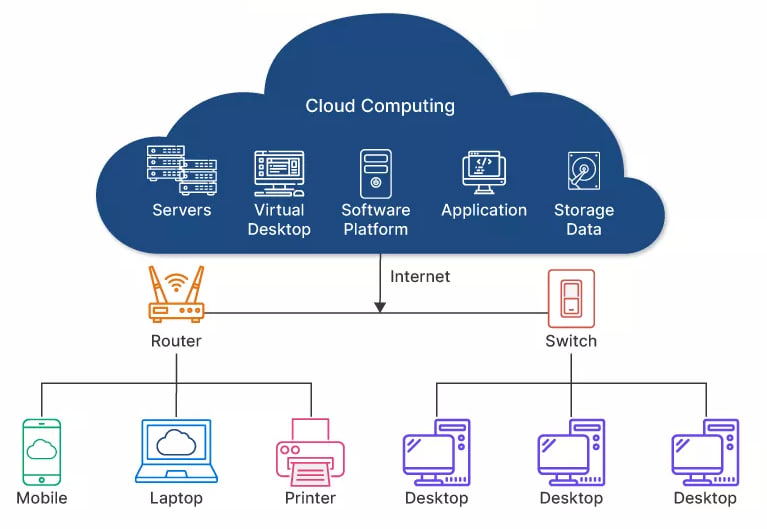 Cloud Computing
Servers
Virtual
Desktop
Software
Platform
Application
Storage
Data
Internet
Router
Switch
Mobile
Laptop
Printer
Desktop
Desktop
Desktop